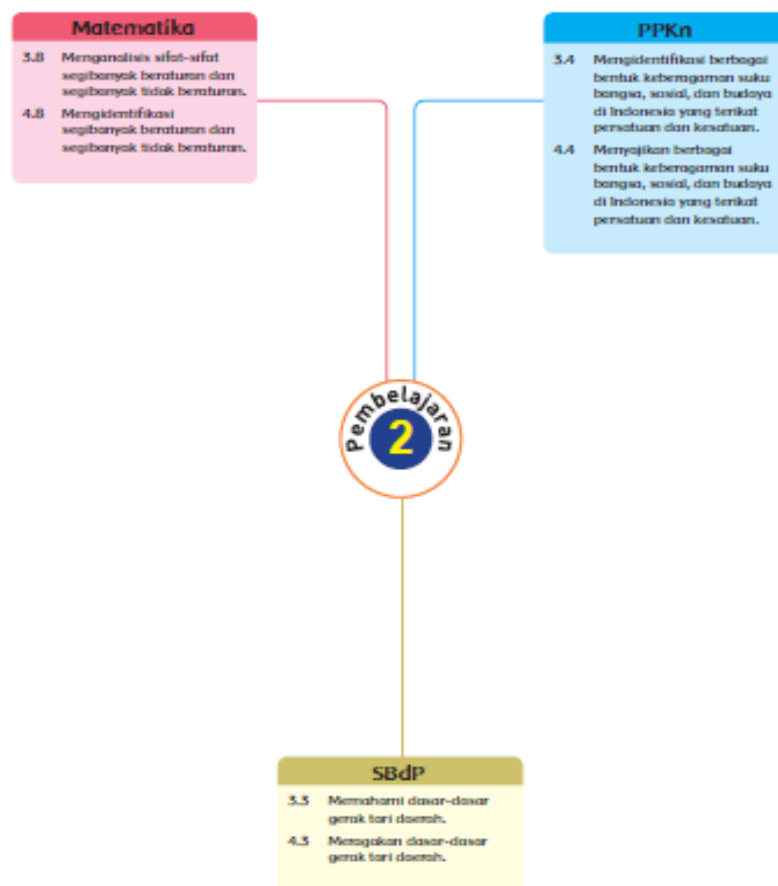 Matematika
3.8 Menganalisis sifat-sifat
segibanyak beraturan dan
segibanyak tidak beraturan.
4.8 Mengidentifikasi
segibanyak beraturan dan
segibanyak tidak beraturan.
PPKn
3.4 Mengidentifikasi berbagai
bentuk keberagaman suku
bangsa, sosial, dan budaya
di Indonesia yang terikat
persatuan dan kesatuan.
4.4 Menyajikan berbagai
bentuk keberagaman suku
bangsa, sosial, dan budaya
di Indonesia yang terikat
persatuan dan kesatuan.
Pembelajaran
2
SBdP
3.3 Memahami dasar-dasar
gerak tari daerah.
4.3 Meragakan dasar-dasar
gerak tari daerah.